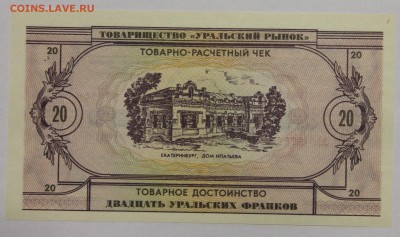 COINS.LAVE.RU
ТОВАРИЩЕСТВО «УРАЛЬСКИЙ РЫНОК»
20 ТОВАРНО-РАСЧЕТНЫЙ ЧЕК 20
20 20
ЕКАТЕРИНБУРГ, ДОМ ИПАТЬЕВА
20 ТОВАРНОЕ ДОСТОИНСТВО 20
ДВАДЦАТЬ УРАЛЬСКИХ ФРАНКОВ